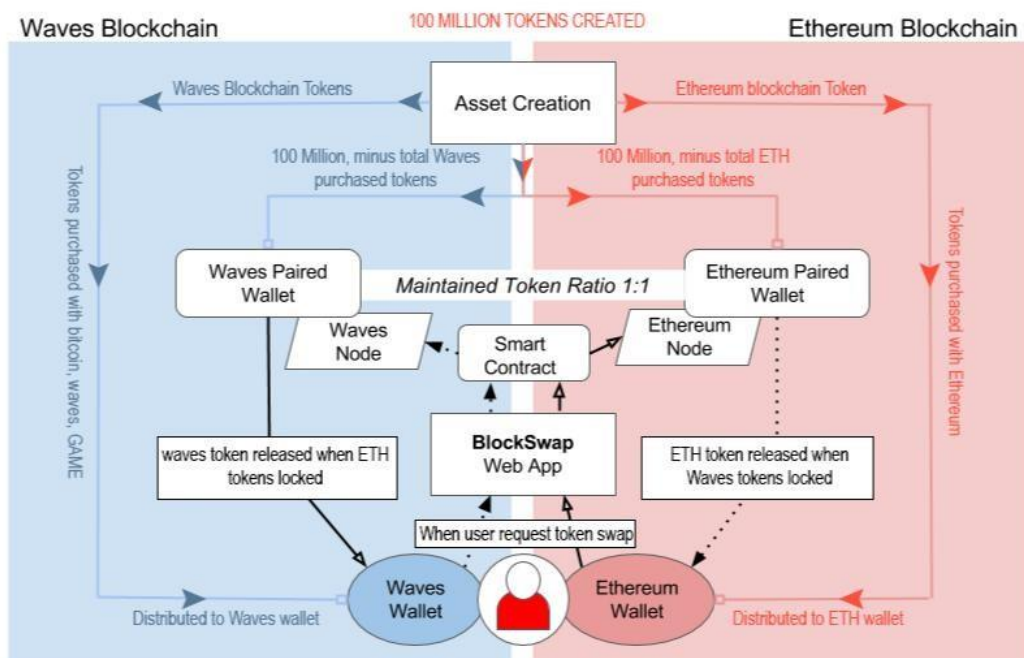 100 MILLION TOKENS CREATED
Waves Blockchain
Ethereum Blockchain
Waves Blockchain Tokens
Asset Creation
Ethereum blockchain Token
100 Million, minus total Waves
purchased tokens
100 Million, minus total ETH
purchased tokens
Tokens purchased with bitcoin, waves, GAME
Tokens purchased with Ethereum
Waves Paired
Wallet
Maintained Token Ratio 1:1
Ethereum Paired
Wallet
Waves
Node
Smart
Contract
Ethereum
Node
BlockSwap
Web App
waves token released when ETH
tokens locked
ETH token released when
Waves tokens locked
When user request token swap
Waves
Wallet
Ethereum
Wallet
Distributed to Waves wallet
Distributed to ETH wallet